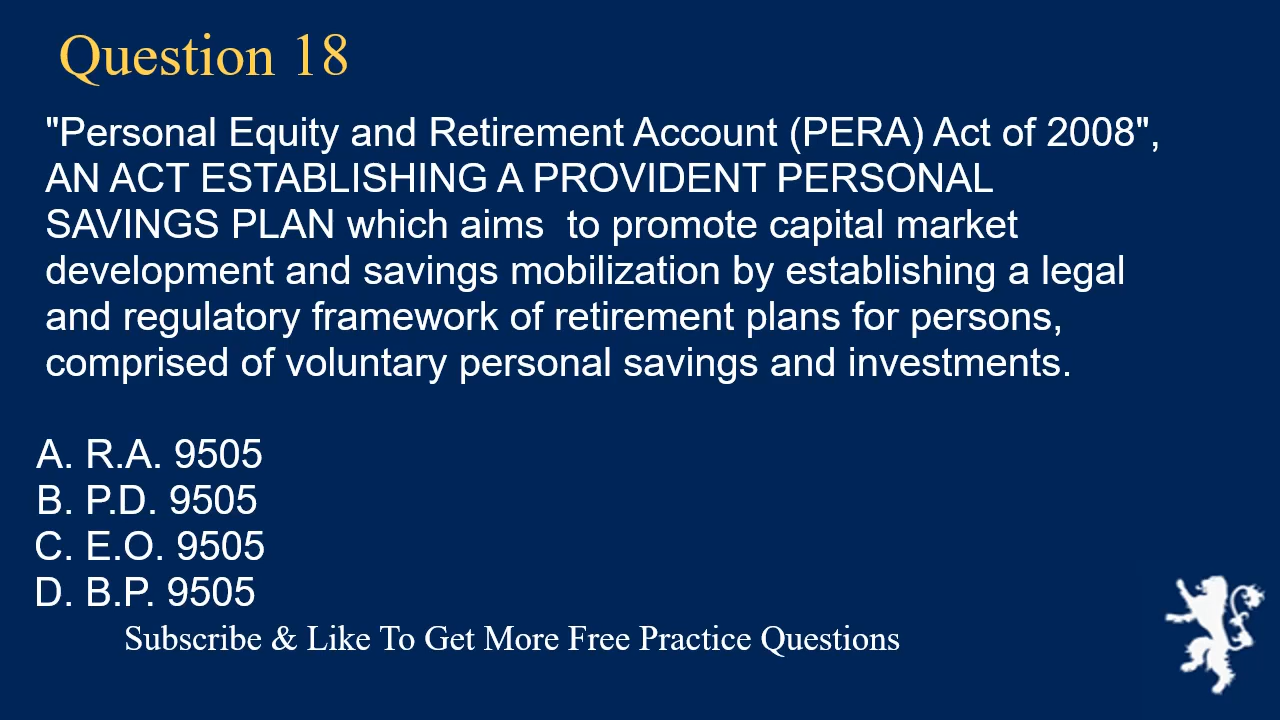 Question 18
"Personal Equity and Retirement Account (PERA) Act of 2008",
AN ACT ESTABLISHING A PROVIDENT PERSONAL
SAVINGS PLAN which aims  to promote capital market
development and savings mobilization by establishing a legal
and regulatory framework of retirement plans for persons,
comprised of voluntary personal savings and investments.
A. R.A. 9505
B. P.D. 9505
C. E.O. 9505
D. B.P. 9505
Subscribe & Like To Get More Free Practice Questions